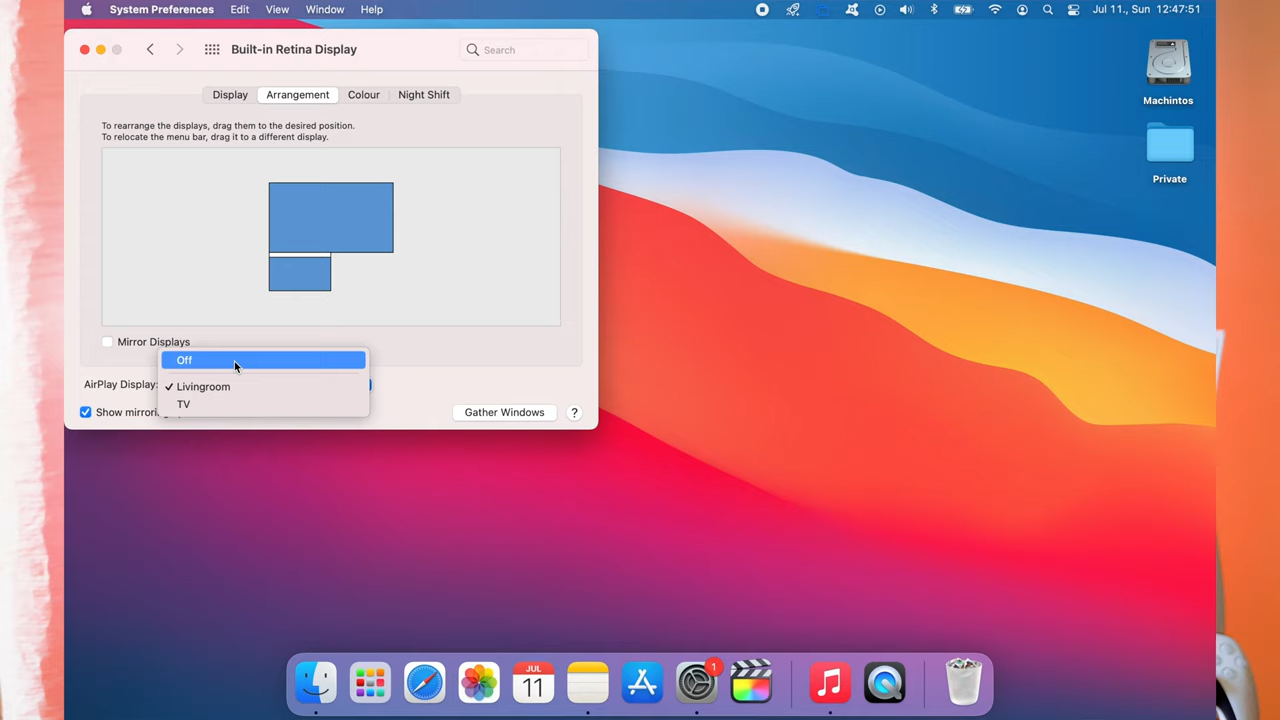 System Preferences Edit View Window Help
Jul 11., Sun 12:47:51
Built-in Retina Display
Search
Display Arrangement Colour Night Shift
To rearrange the displays, drag them to the desired position.
To relocate the menu bar, drag it to a different display.
Mirror Displays
Off
AirPlay Display:
✓ Livingroom
TV
Show mirrori
Gather Windows ?
Machintos
Private
JUL
11
1